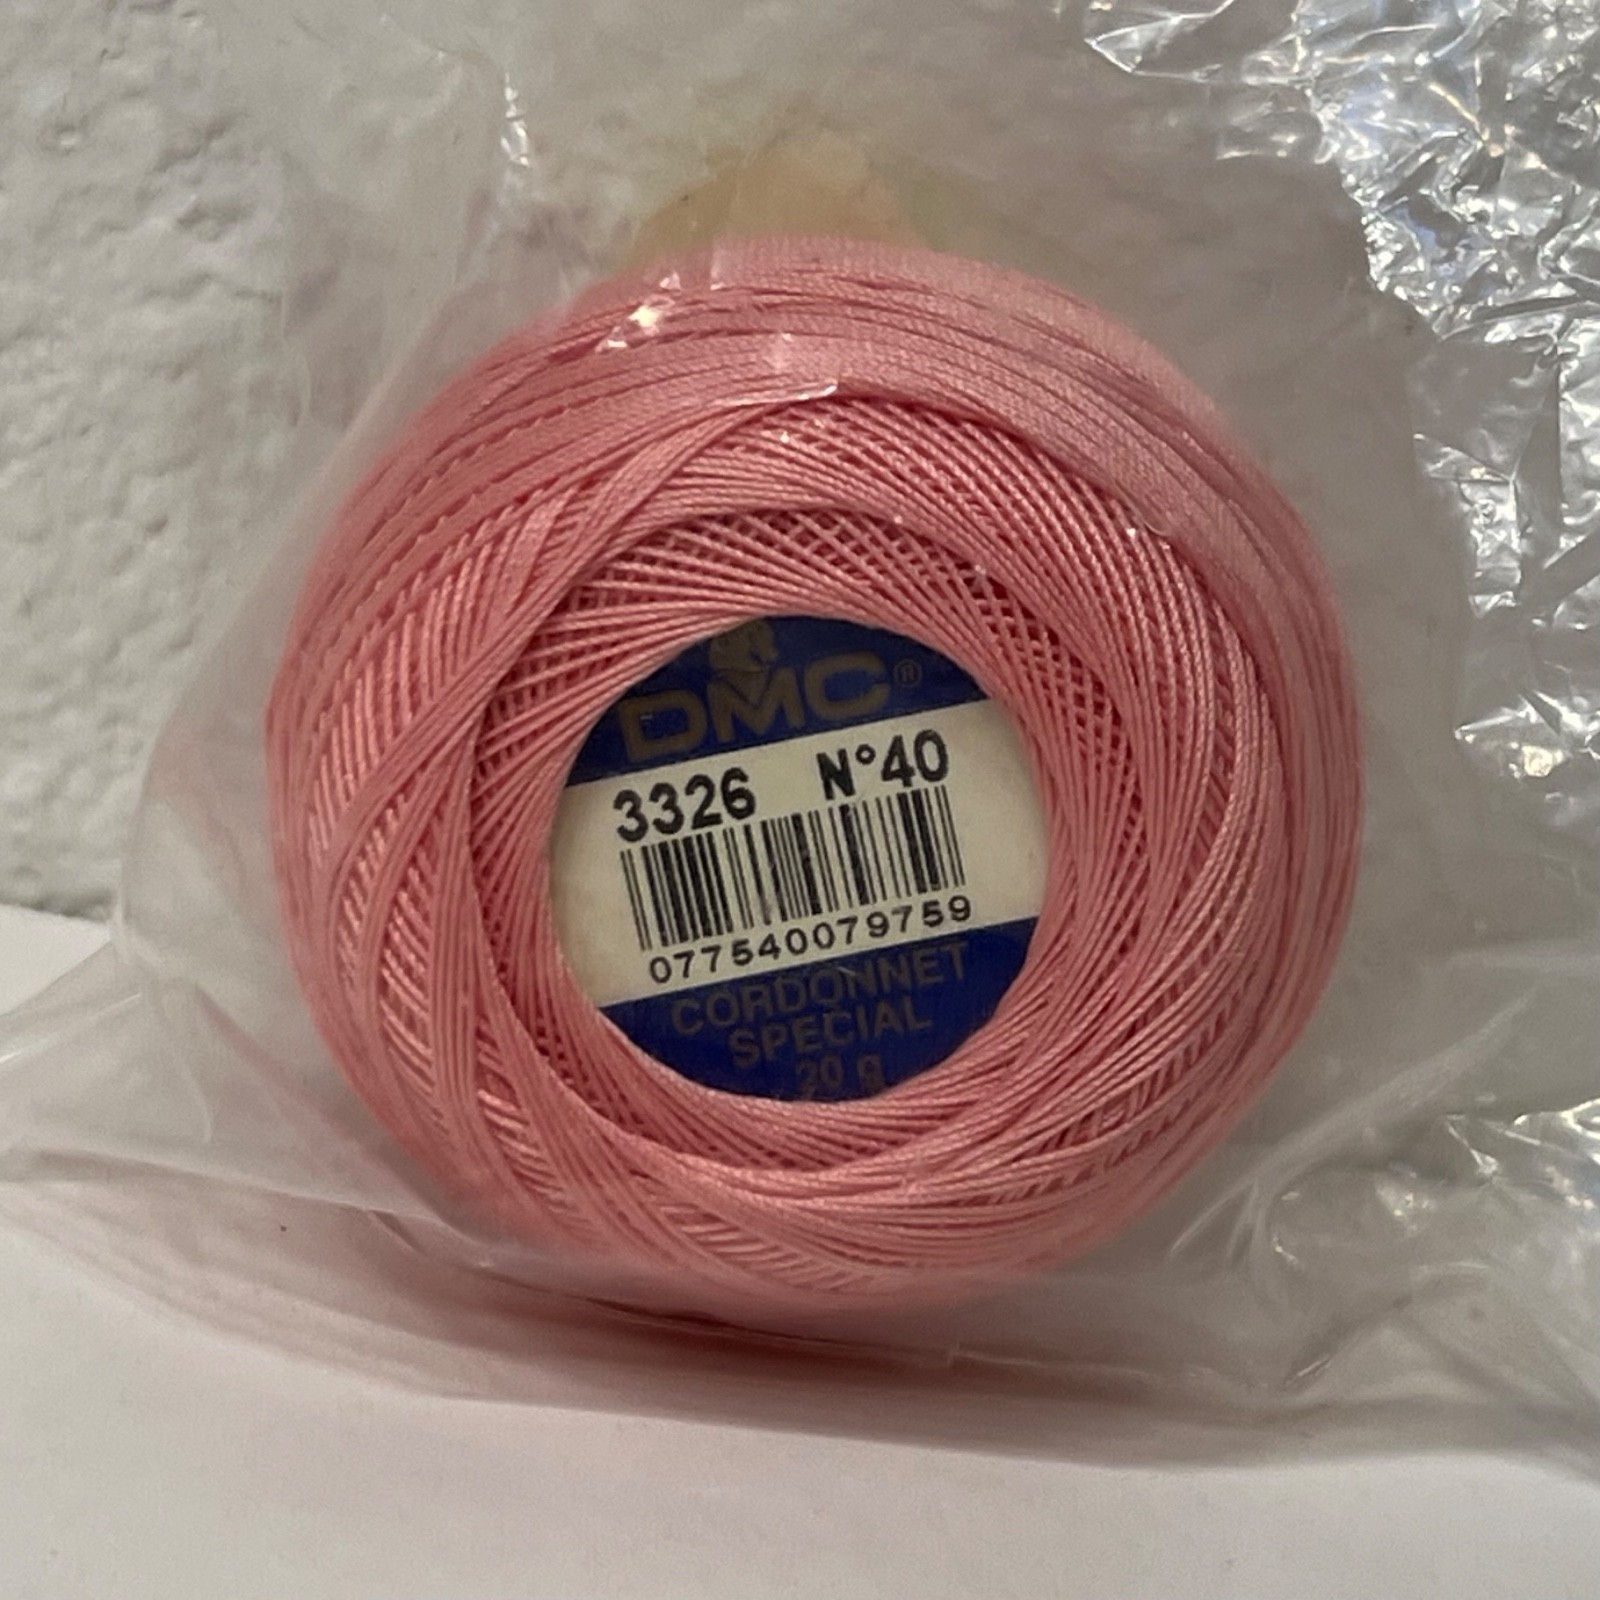 DMC®
3326 N°40
077540079759
CORDONNET
SPECIAL
20 g